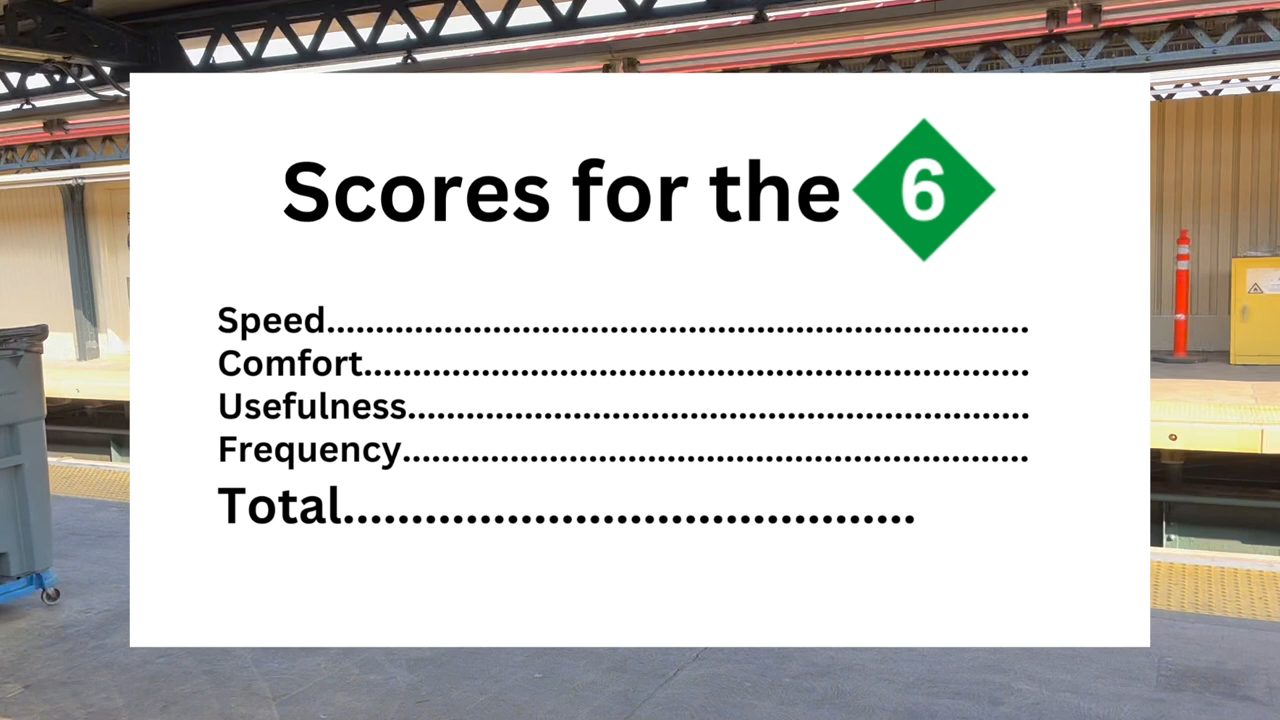 Scores for the 6
Speed..........................................................................
Comfort......................................................................
Usefulness.................................................................
Frequency..................................................................
Total..........................................